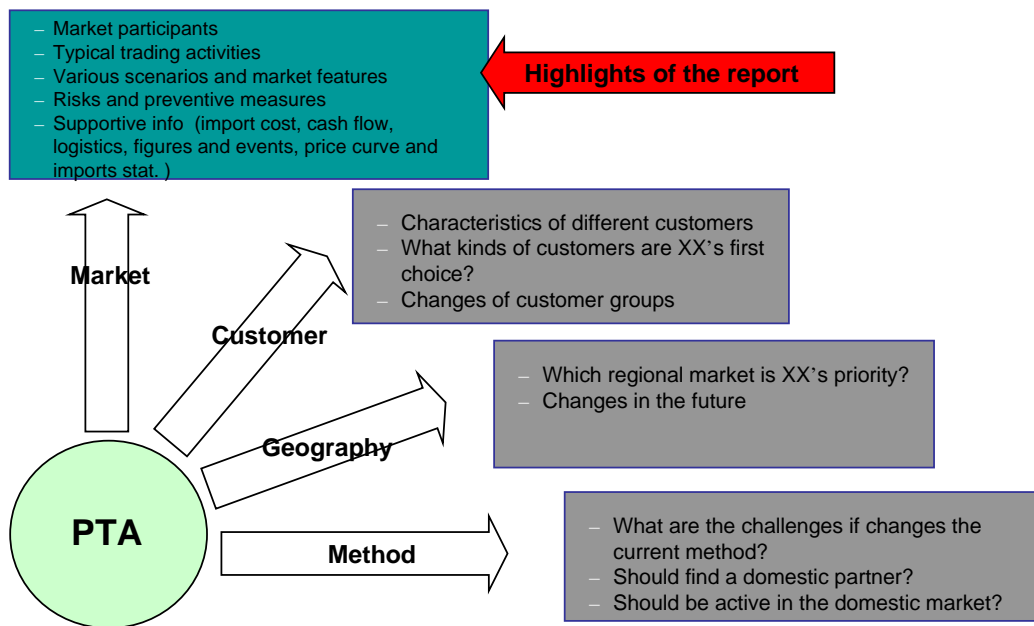 – Market participants
– Typical trading activities
– Various scenarios and market features
– Risks and preventive measures
– Supportive info (import cost, cash flow,
logistics, figures and events, price curve and
imports stat. )
Highlights of the report
Market
– Characteristics of different customers
– What kinds of customers are XX’s first
choice?
– Changes of customer groups
Customer
– Which regional market is XX’s priority?
– Changes in the future
Geography
PTA
Method
– What are the challenges if changes the
current method?
– Should find a domestic partner?
– Should be active in the domestic market?